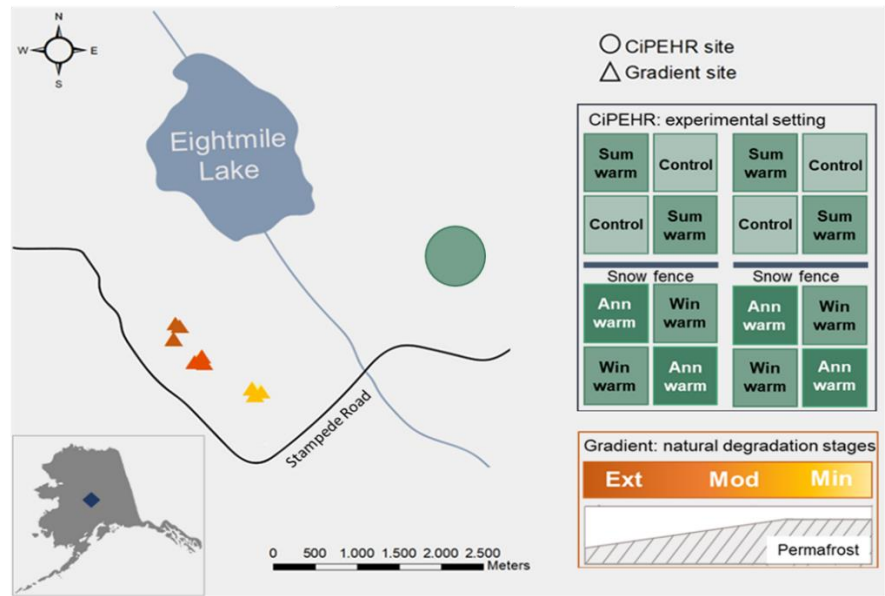 N
W E
S
Eightmile
Lake
Stampede Road
0 500 1.000 1.500 2.000 2.500
Meters
CiPEHR site
Gradient site
CiPEHR: experimental setting
Sum warm Control Sum warm Control
Control Sum warm Control Sum warm
Snow fence Snow fence
Ann warm Win warm Ann warm Win warm
Win warm Ann warm Win warm Ann warm
Gradient: natural degradation stages
Ext Mod Min
Permafrost